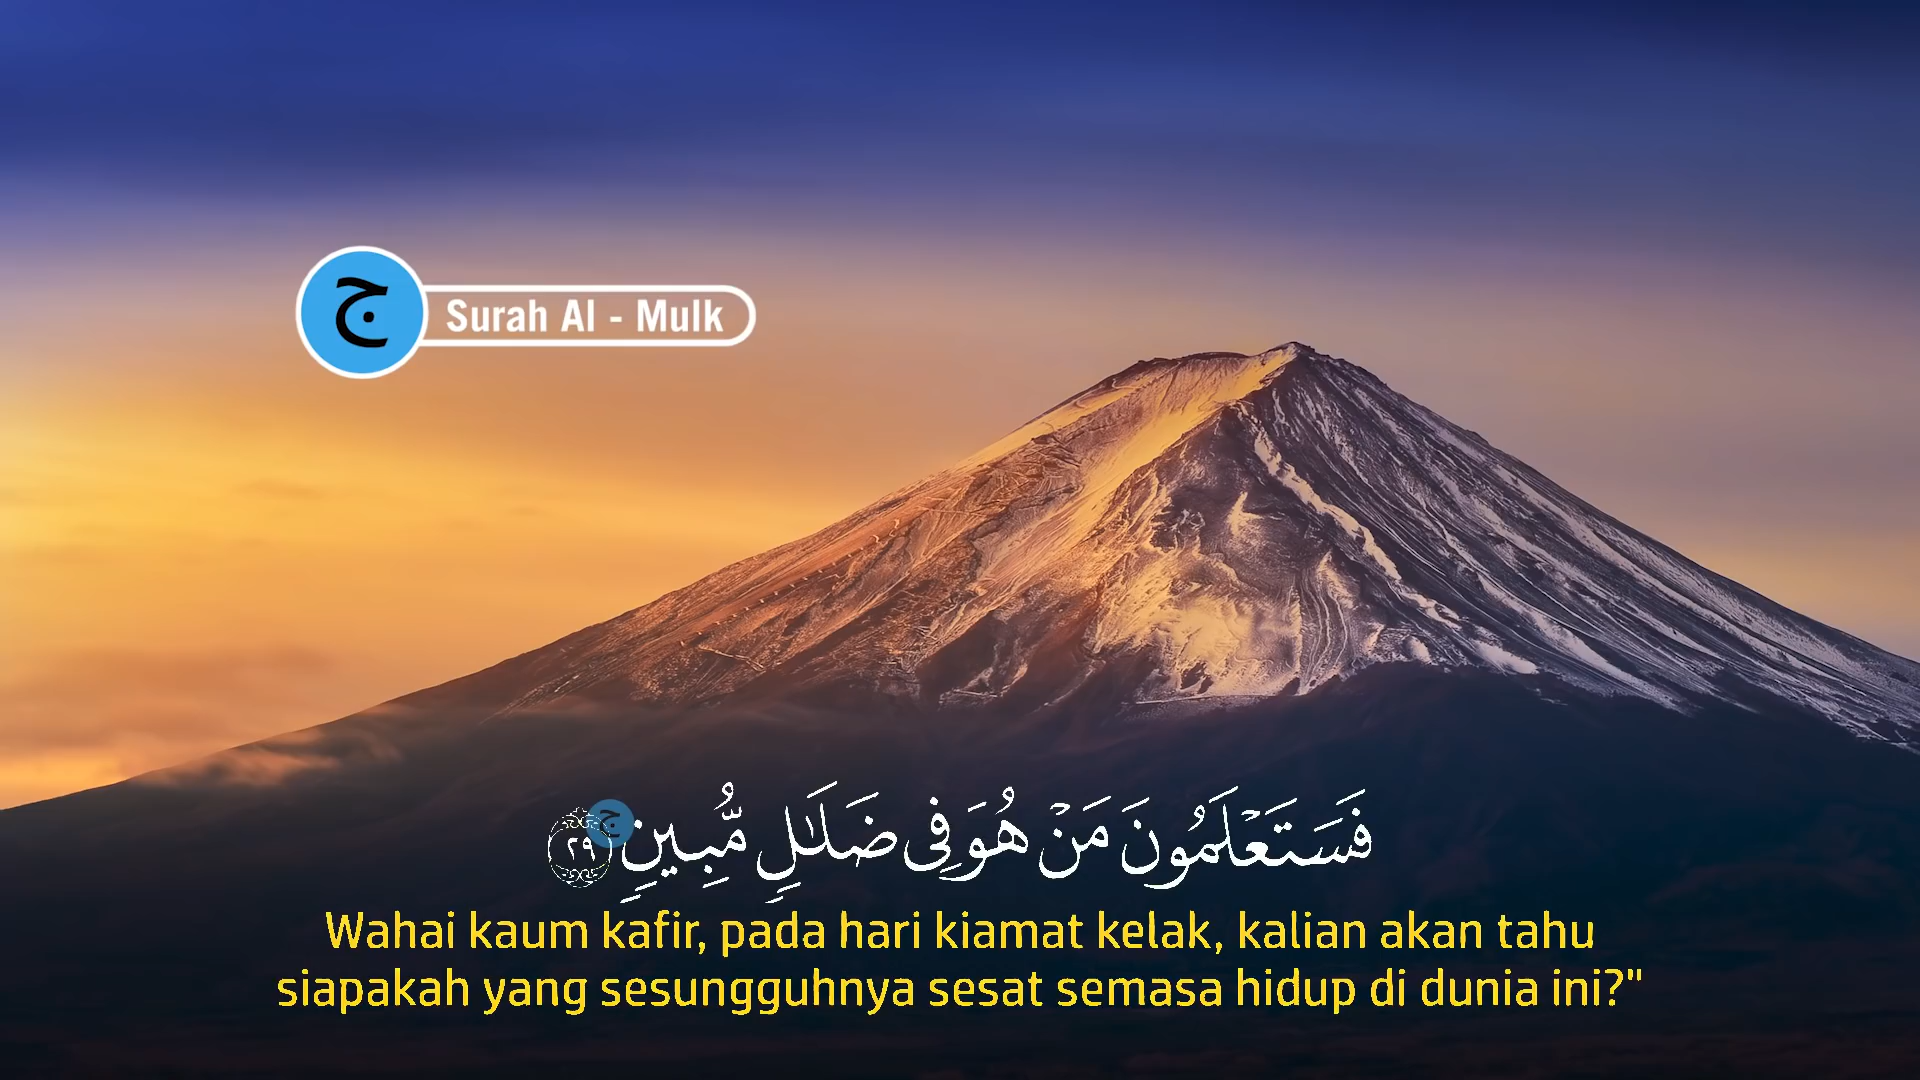 ج
Surah Al - Mulk
فَسَتَعْلَمُونَ مَنْ هُوَ فِى ضَلَٰلٍ مُّبِينٍ ٢٩
ج
Wahai kaum kafir, pada hari kiamat kelak, kalian akan tahu
siapakah yang sesungguhnya sesat semasa hidup di dunia ini?"